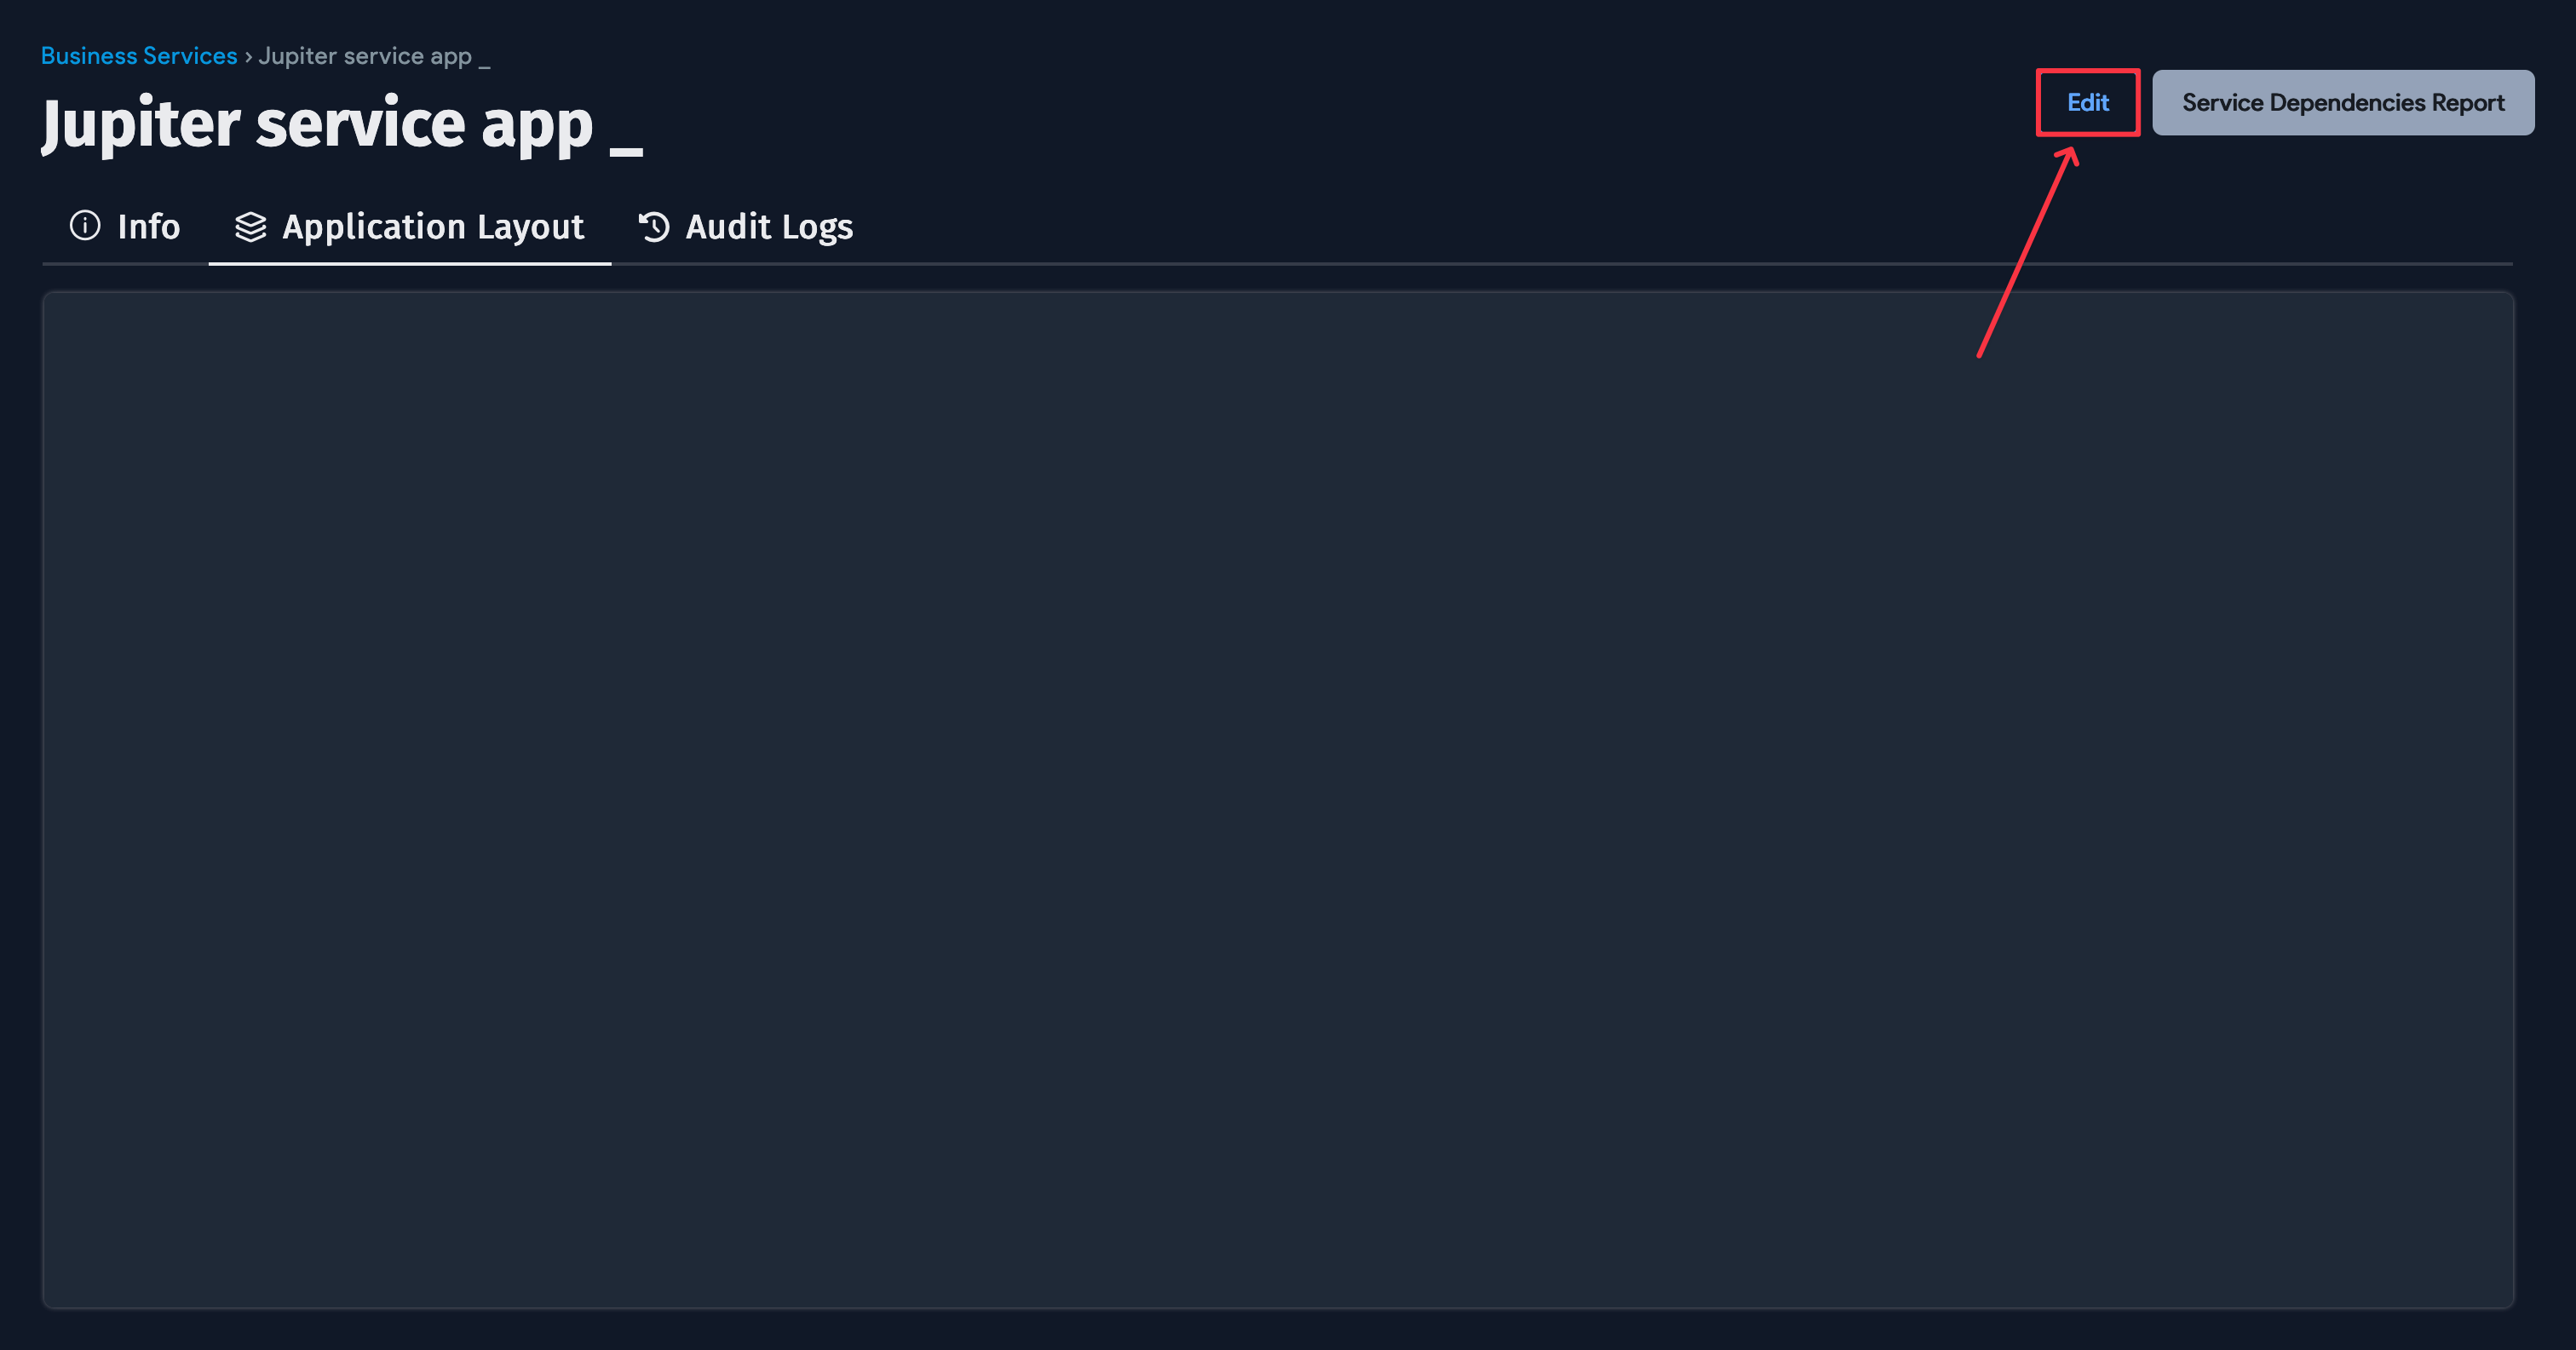 Business Services › Jupiter service app _
Jupiter service app _
Edit
Service Dependencies Report
Info
Application Layout
Audit Logs